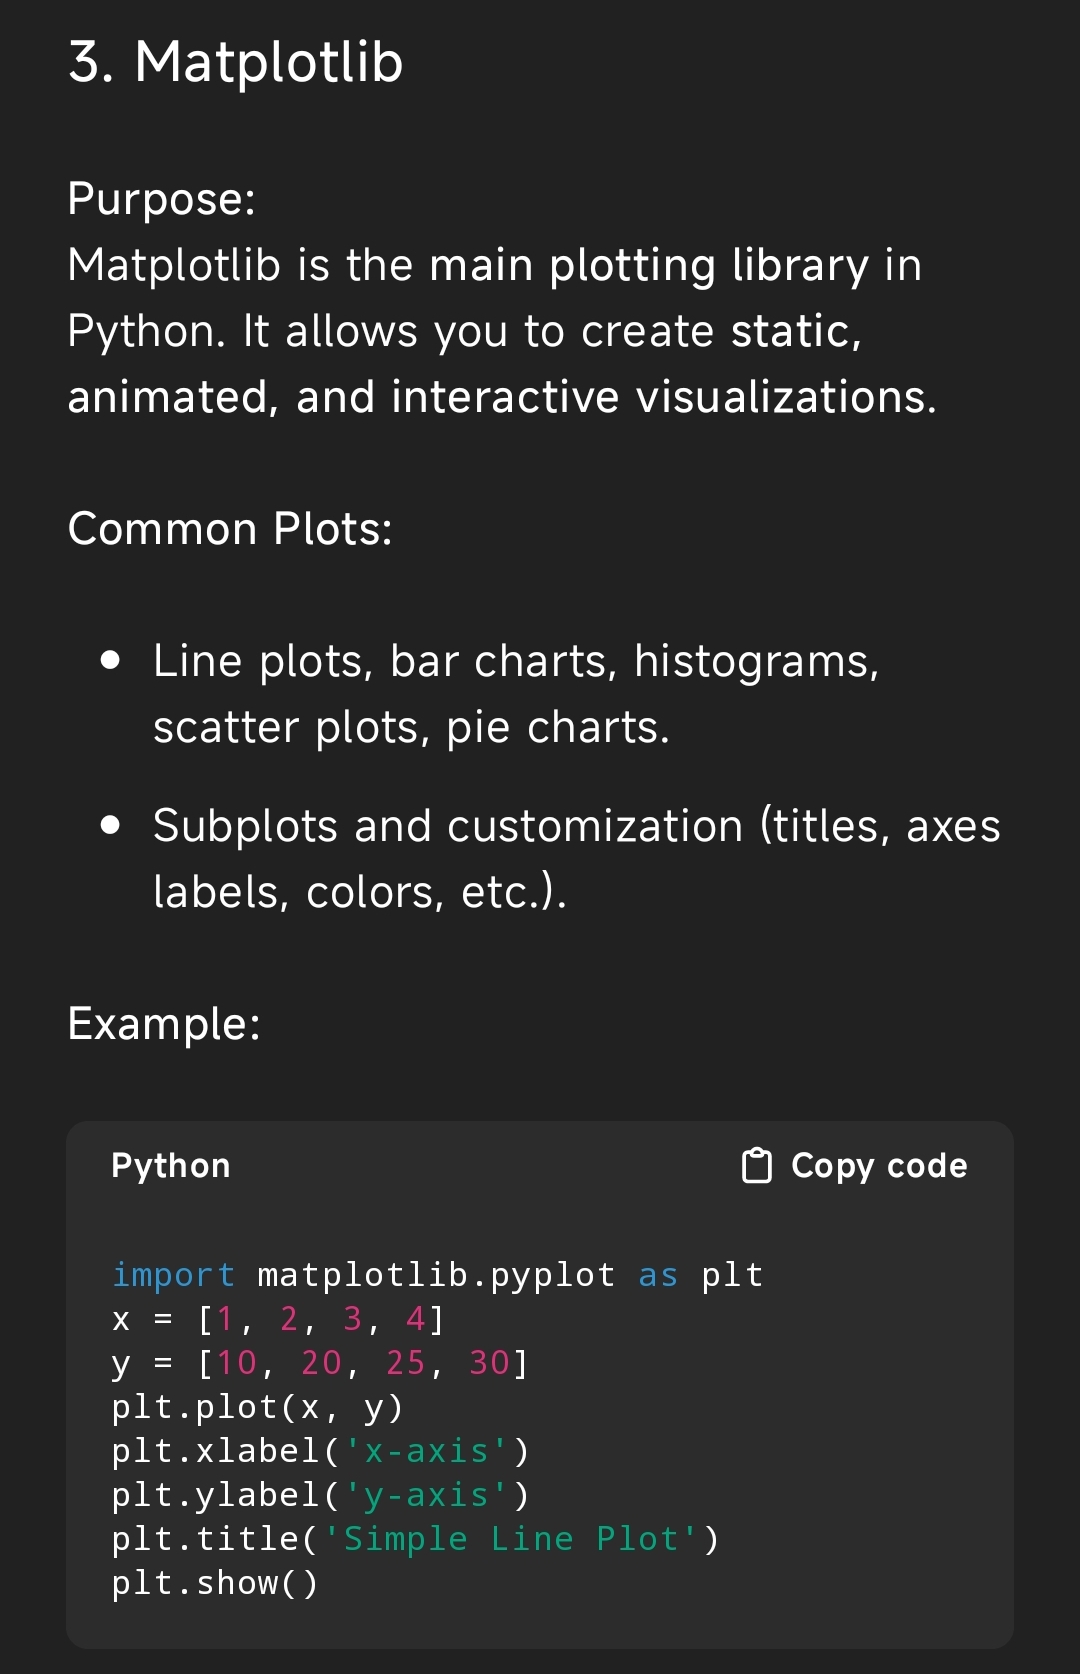 3. Matplotlib
Purpose:
Matplotlib is the main plotting library in
Python. It allows you to create static,
animated, and interactive visualizations.
Common Plots:
• Line plots, bar charts, histograms,
scatter plots, pie charts.
• Subplots and customization (titles, axes
labels, colors, etc.).
Example:
Python
Copy code
import matplotlib.pyplot as plt
x = [1, 2, 3, 4]
y = [10, 20, 25, 30]
plt.plot(x, y)
plt.xlabel('x-axis')
plt.ylabel('y-axis')
plt.title('Simple Line Plot')
plt.show()